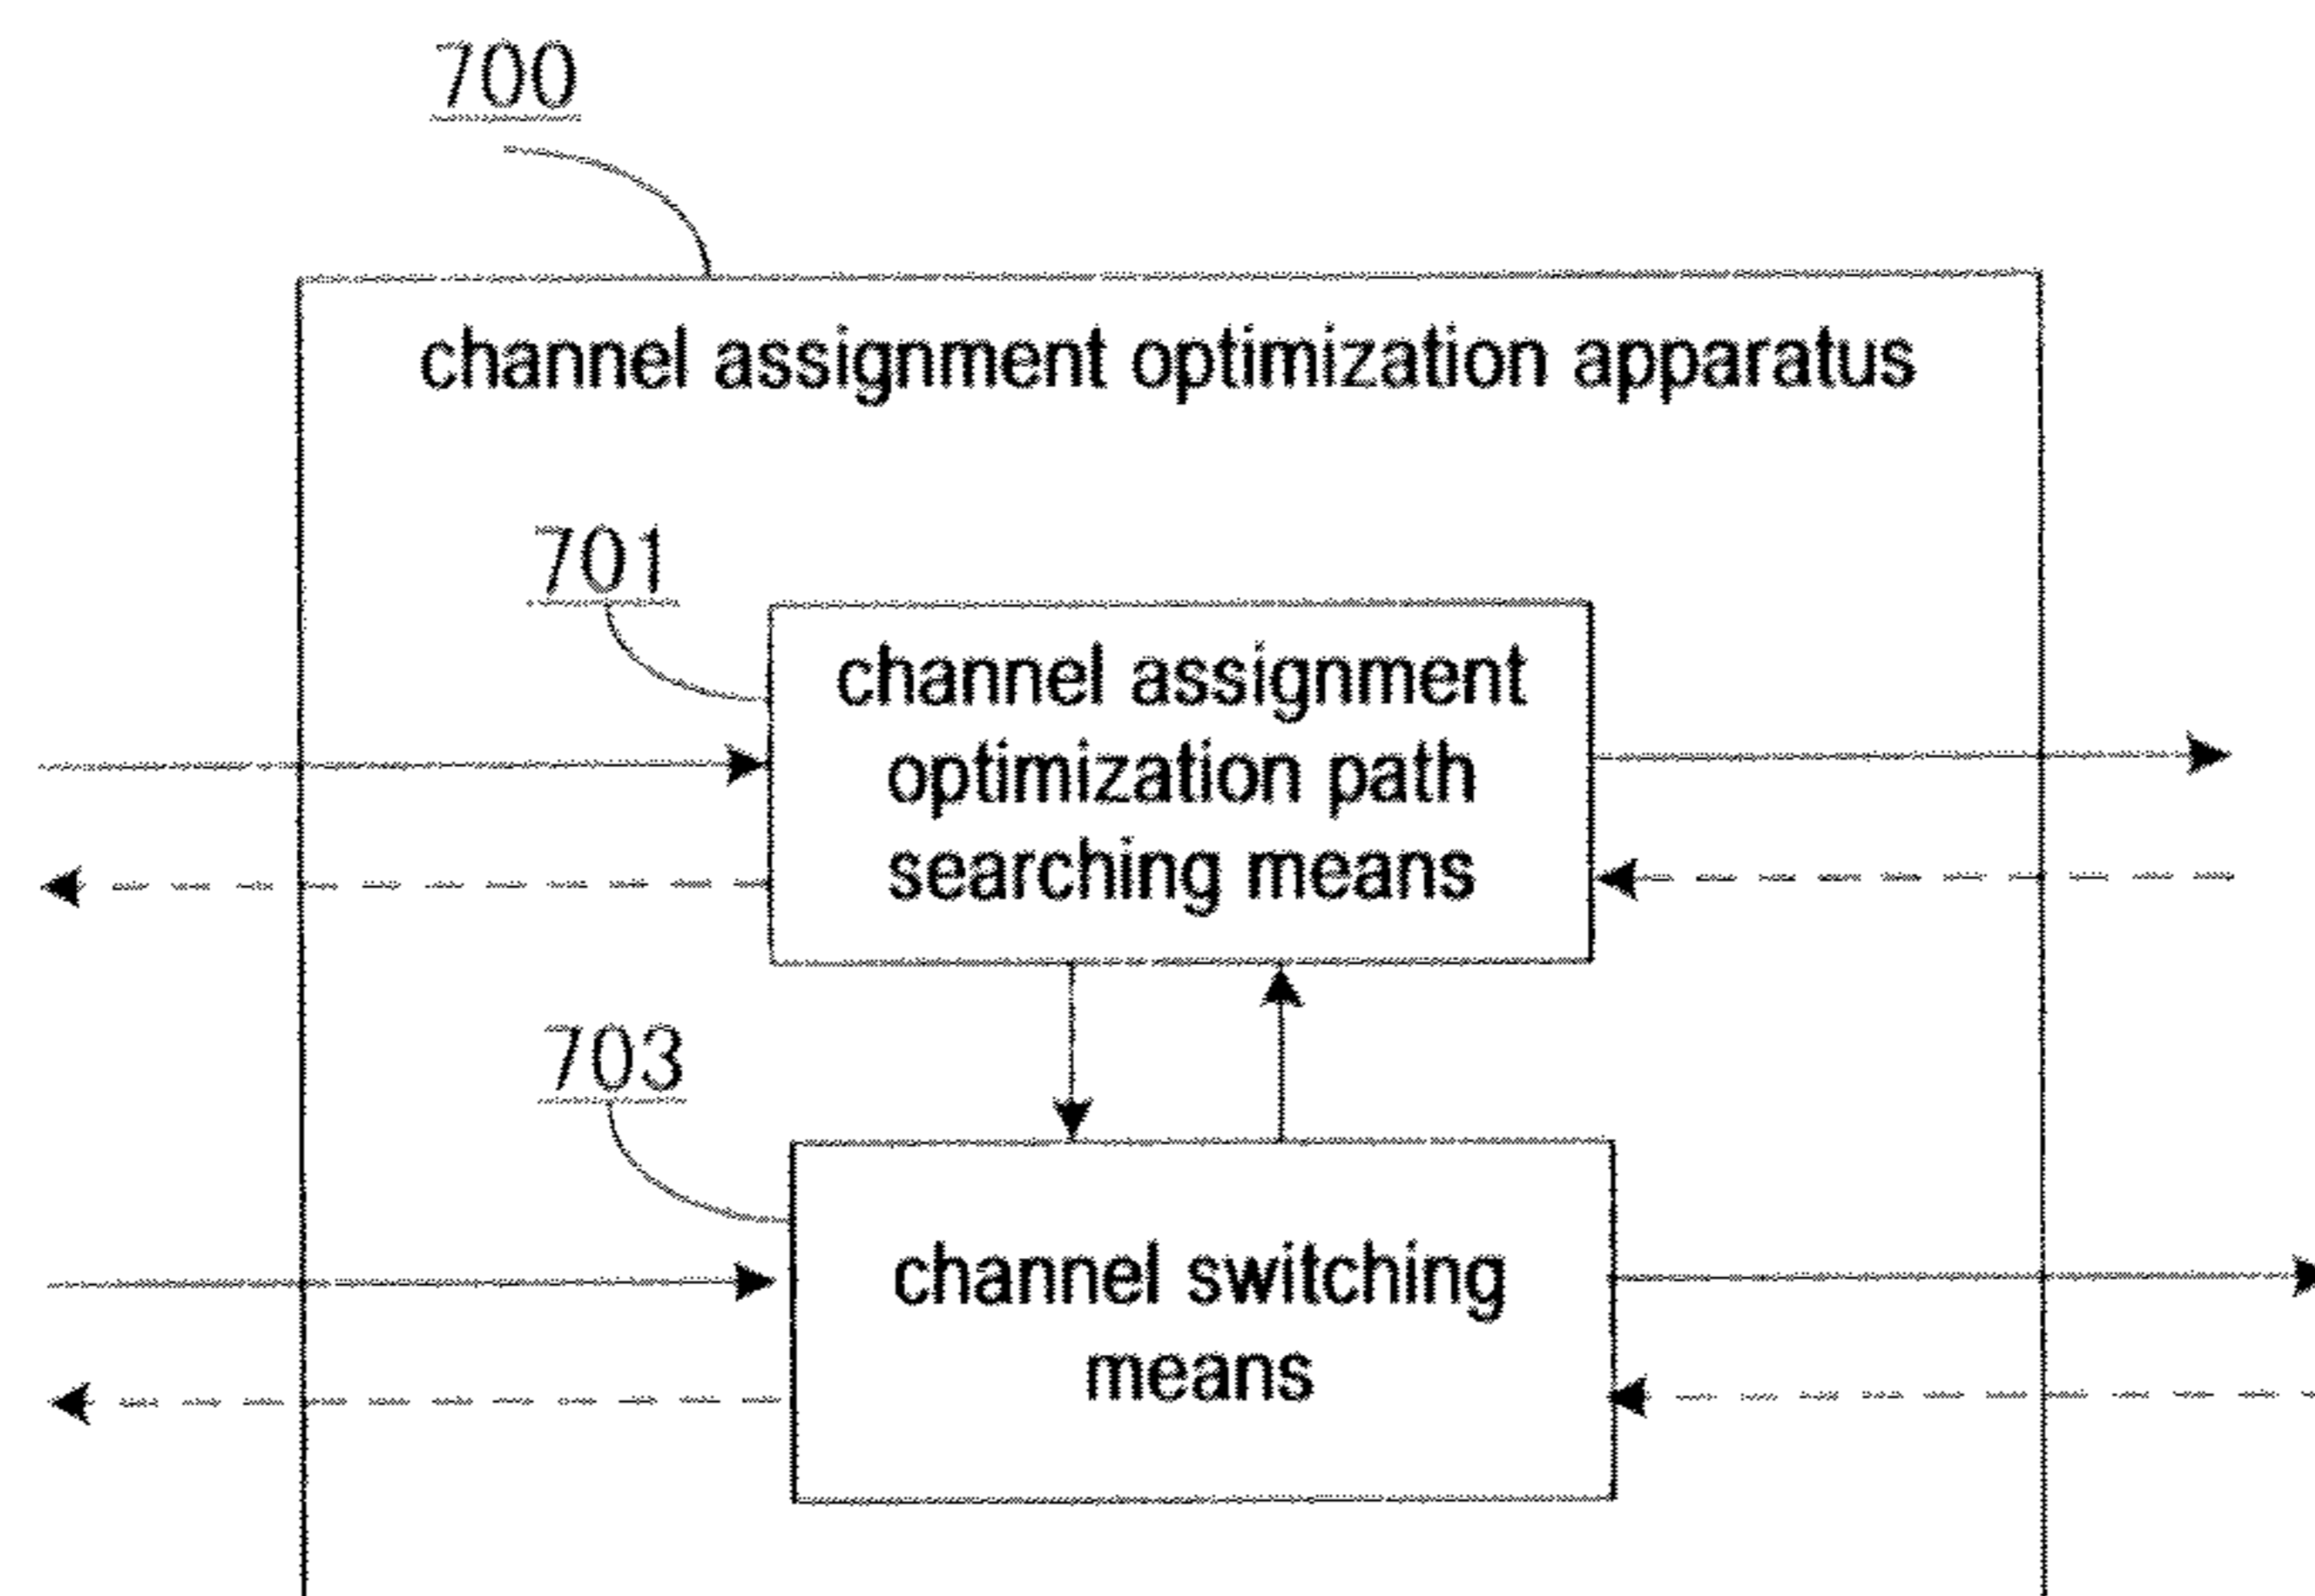 700
channel assignment optimization apparatus
701
channel assignment
optimization path
searching means
703
channel switching
means